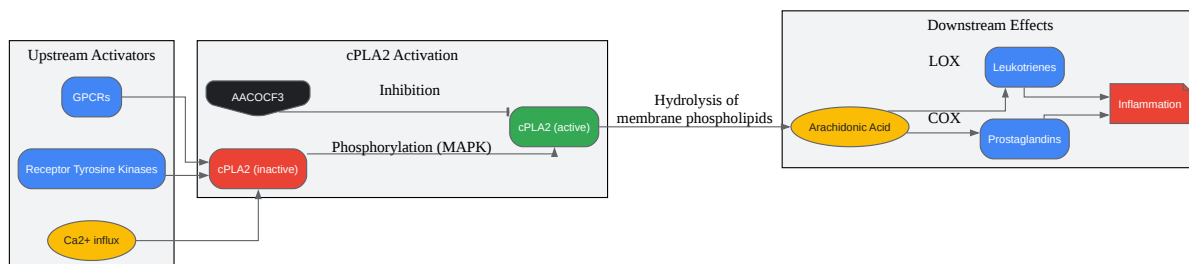 Downstream Effects
Upstream Activators
cPLA2 Activation
LOX
Leukotrienes
GPCRs
AACOCF3
Inhibition
Hydrolysis of
membrane phospholipids
Inflammation
cPLA2 (active)
Arachidonic Acid
COX
Prostaglandins
Phosphorylation (MAPK)
Receptor Tyrosine Kinases
cPLA2 (inactive)
Ca2+ influx